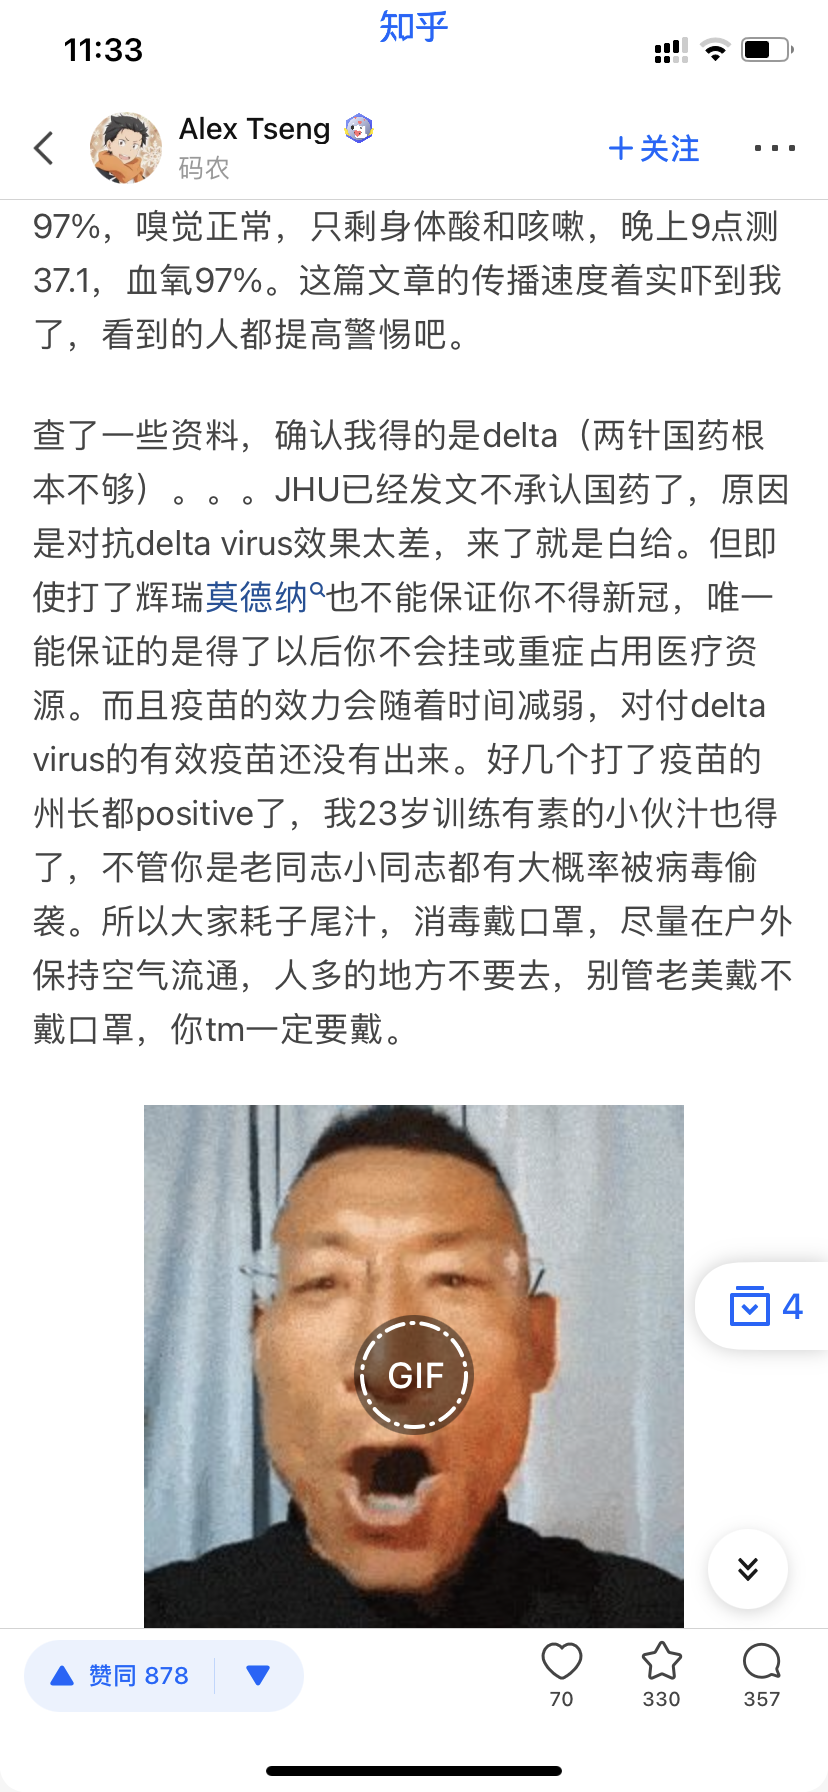 知乎
11:33
Alex Tseng
码农
+关注
97%，嗅觉正常，只剩身体酸和咳嗽，晚上9点测
37.1，血氧97%。这篇文章的传播速度着实吓到我
了，看到的人都提高警惕吧。
查了一些资料，确认我得的是delta（两针国药根
本不够）。。。JHU已经发文不承认国药了，原因
是对抗delta virus效果太差，来了就是白给。但即
使打了辉瑞莫德纳也不能保证你不得新冠，唯一
能保证的是得了以后你不会挂或重症占用医疗资
源。而且疫苗的效力会随着时间减弱，对付delta
virus的有效疫苗还没有出来。好几个打了疫苗的
州长都positive了，我23岁训练有素的小伙汁也得
了，不管你是老同志小同志都有大概率被病毒偷
袭。所以大家耗子尾汁，消毒戴口罩，尽量在户外
保持空气流通，人多的地方不要去，别管老美戴不
戴口罩，你tm一定要戴。
GIF
4
赞同 878
70
330
357